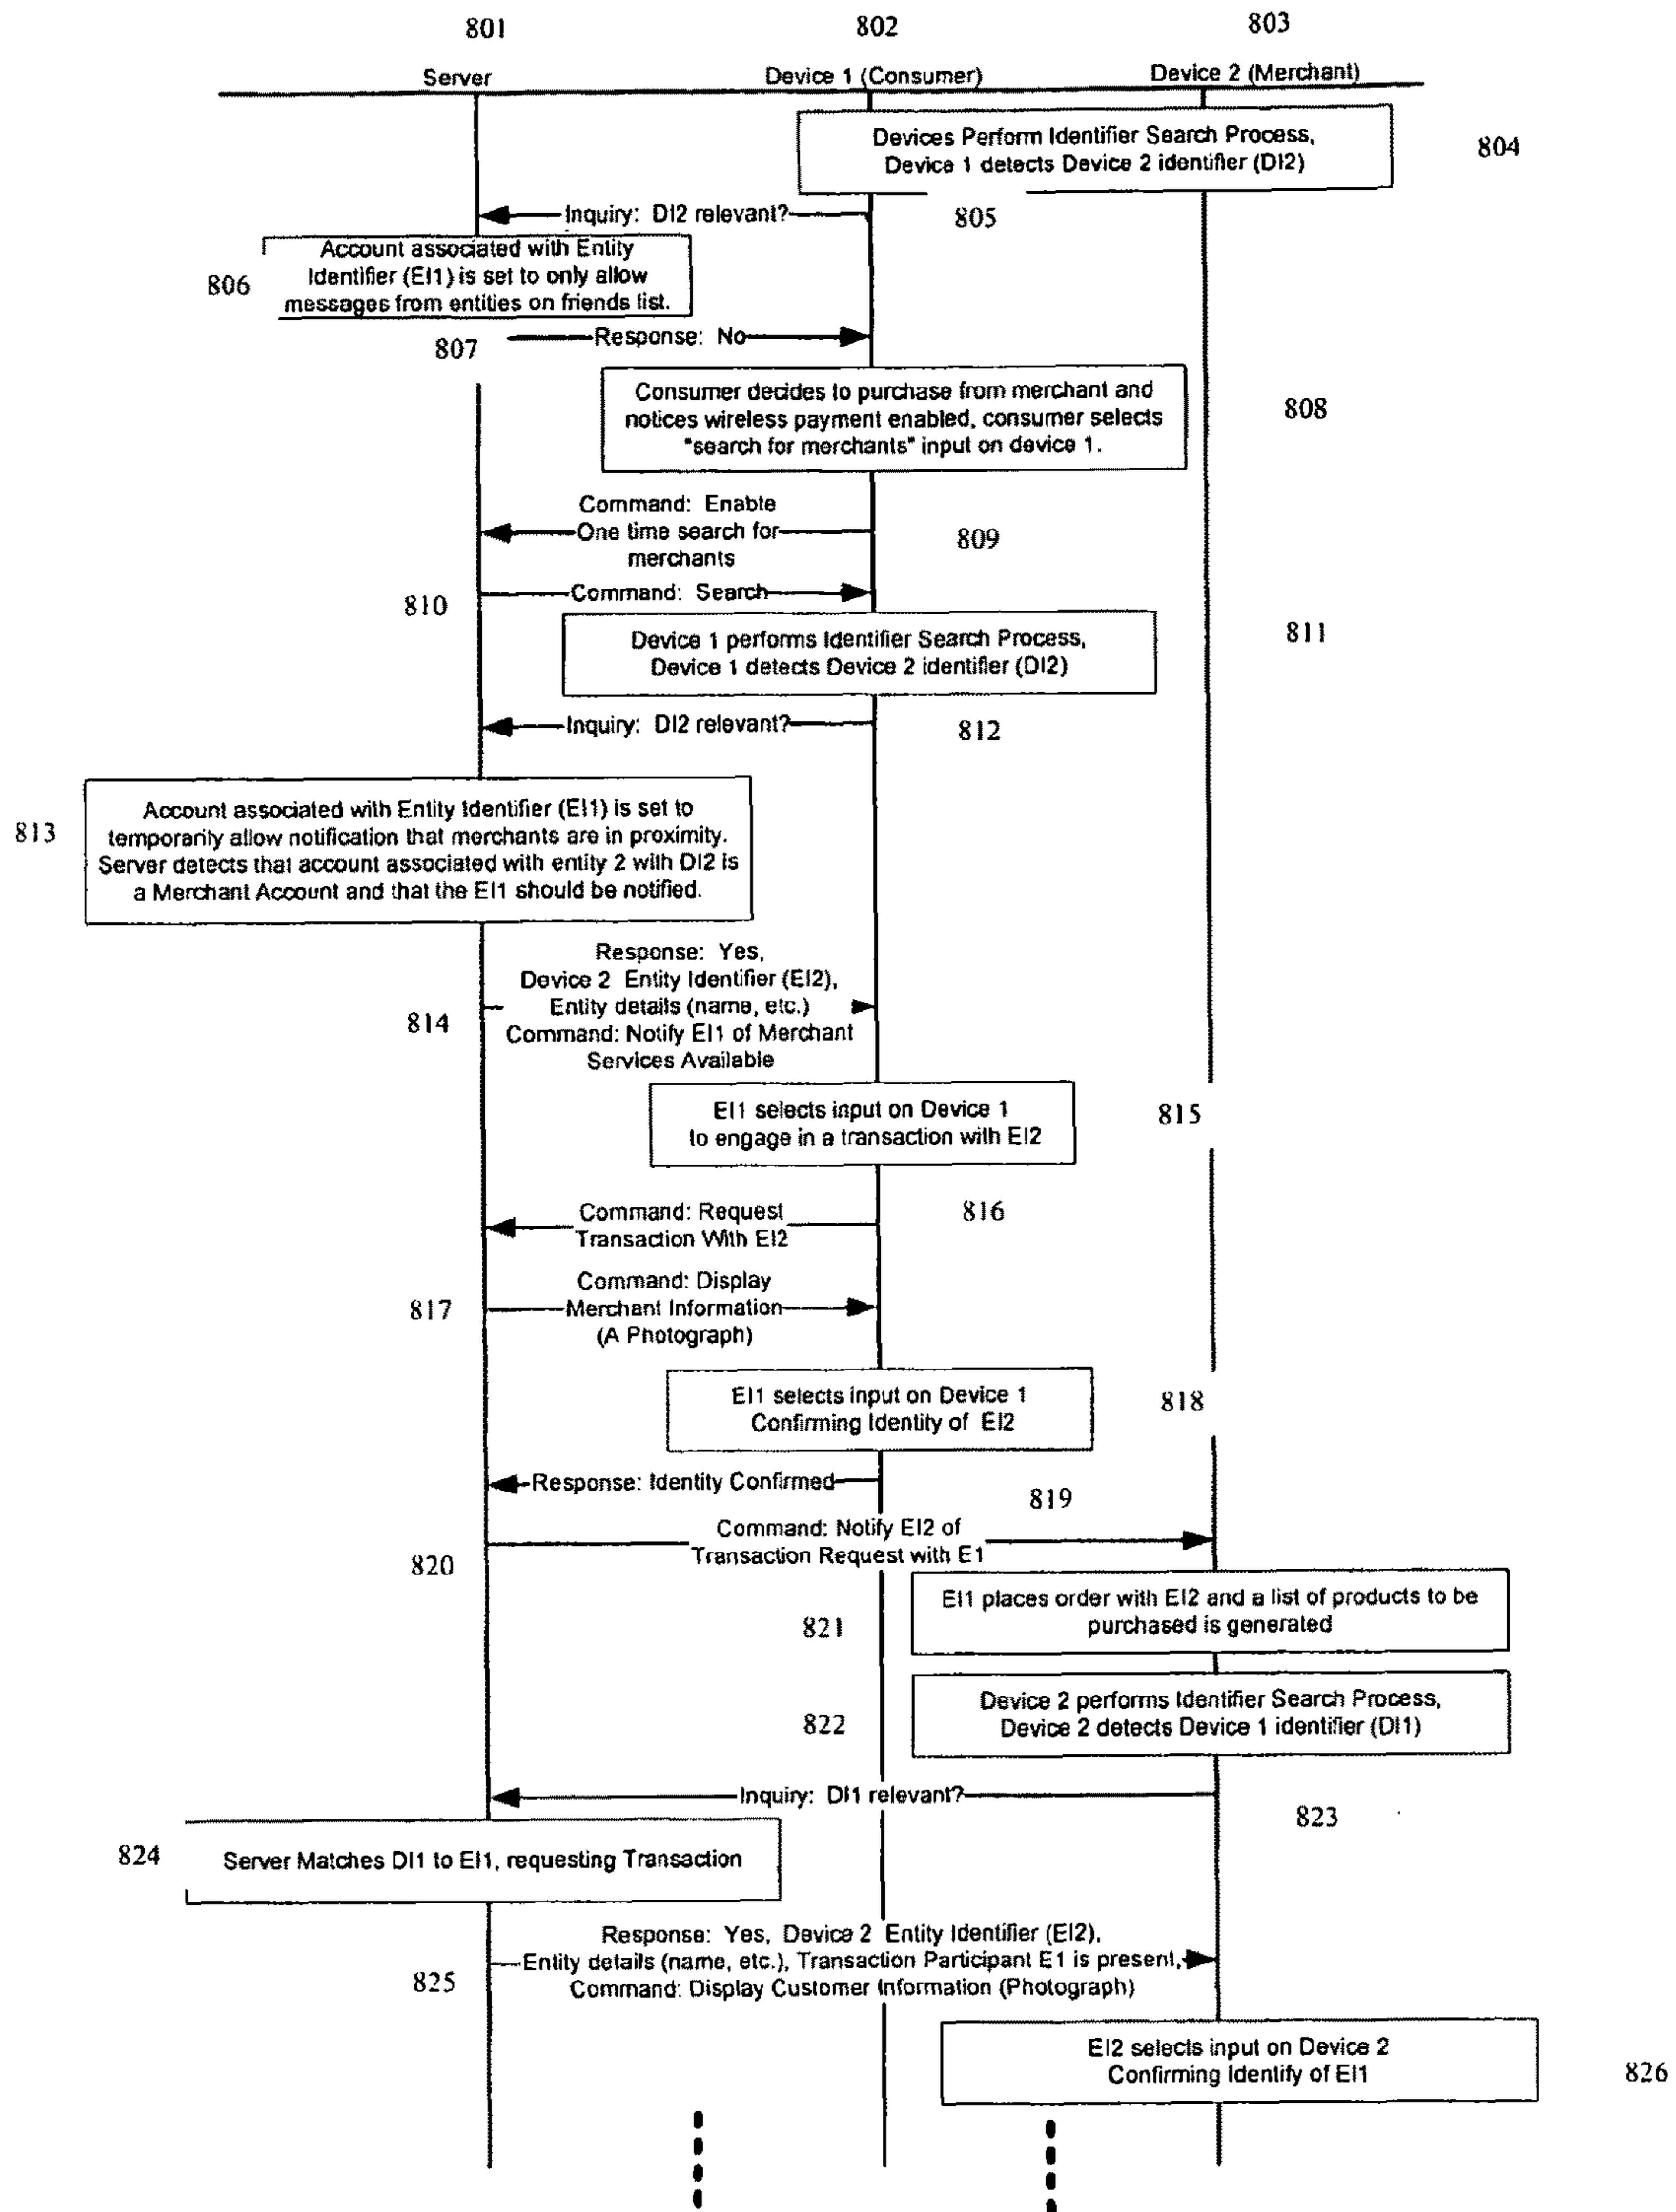 801
802
803
Server
Device 1 (Consumer)
Device 2 (Merchant)
Devices Perform Identifier Search Process,
Device 1 detects Device 2 identifier (DI2)
804
Inquiry: DI2 relevant?
805
Account associated with Entity
Identifier (EI1) is set to only allow
messages from entities on friends list.
806
807
Response: No
Consumer decides to purchase from merchant and
notices wireless payment enabled, consumer selects
"search for merchants" input on device 1.
808
Command: Enable
One time search for
merchants
809
810
Command: Search
Device 1 performs Identifier Search Process,
Device 1 detects Device 2 identifier (DI2)
811
Inquiry: DI2 relevant?
812
813
Account associated with Entity Identifier (EI1) is set to
temporarily allow notification that merchants are in proximity.
Server detects that account associated with entity 2 with DI2 is
a Merchant Account and that the EI1 should be notified.
814
Response: Yes,
Device 2 Entity Identifier (EI2),
Entity details (name, etc.)
Command: Notify EI1 of Merchant
Services Available
EI1 selects input on Device 1
to engage in a transaction with EI2
815
Command: Request
Transaction With EI2
816
817
Command: Display
Merchant Information
(A Photograph)
EI1 selects input on Device 1
Confirming Identity of EI2
818
Response: Identity Confirmed
819
820
Command: Notify EI2 of
Transaction Request with E1
821
EI1 places order with EI2 and a list of products to be
purchased is generated
822
Device 2 performs Identifier Search Process,
Device 2 detects Device 1 identifier (DI1)
Inquiry: DI1 relevant?
823
824
Server Matches DI1 to EI1, requesting Transaction
825
Response: Yes, Device 2 Entity Identifier (EI2),
Entity details (name, etc.), Transaction Participant E1 is present,
Command: Display Customer Information (Photograph)
EI2 selects input on Device 2
Confirming Identify of EI1
826